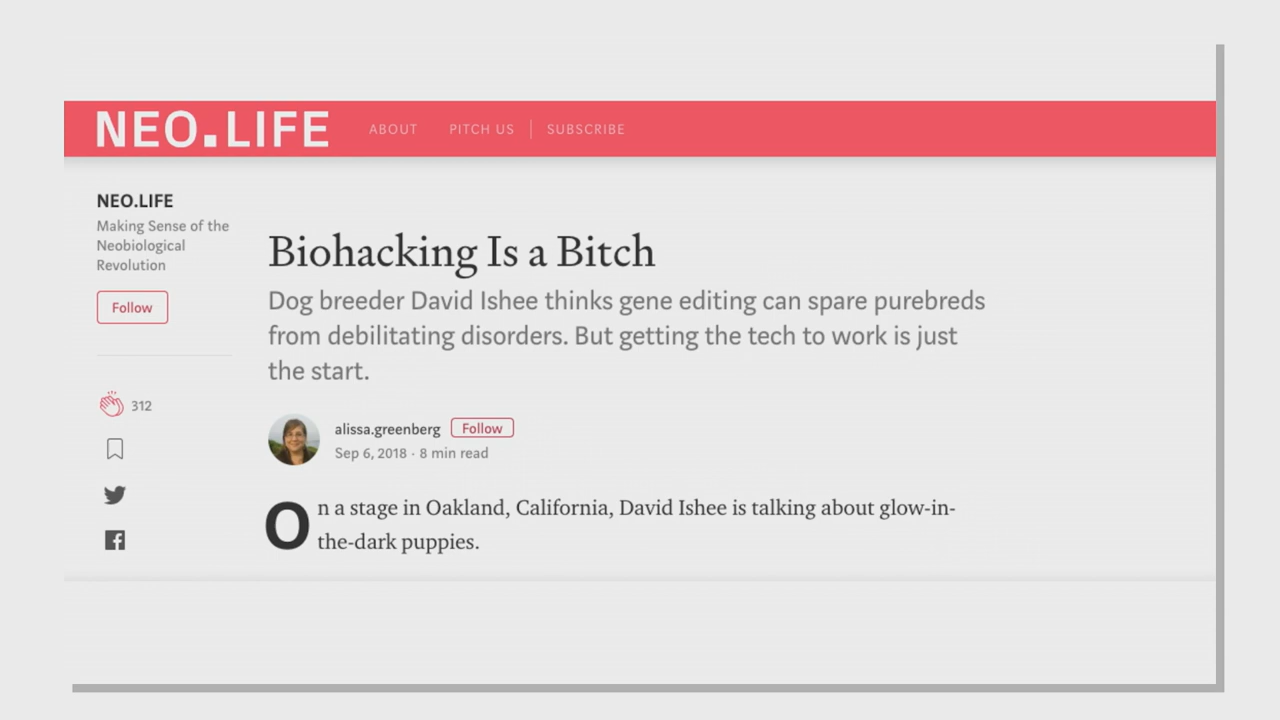 NEO.LIFE
ABOUT
PITCH US
SUBSCRIBE
NEO.LIFE
Making Sense of the
Neobiological
Revolution
Follow
312
Biohacking Is a Bitch
Dog breeder David Ishee thinks gene editing can spare purebreds
from debilitating disorders. But getting the tech to work is just
the start.
alissa.greenberg Follow
Sep 6, 2018 · 8 min read
On a stage in Oakland, California, David Ishee is talking about glow-in-
the-dark puppies.